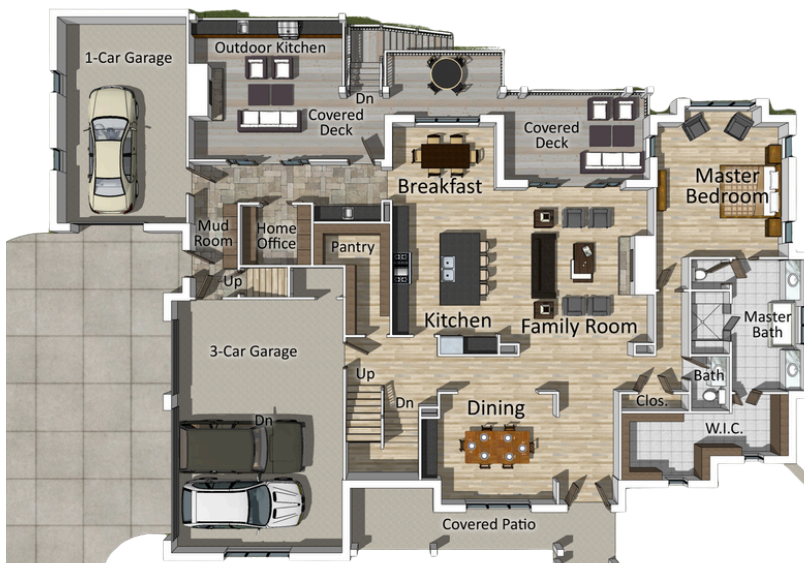 Outdoor Kitchen
1-Car Garage
Dn
Covered
Deck
Covered
Deck
Breakfast
Master
Bedroom
Mud
Room
Home
Office
Pantry
Up
Kitchen
Family Room
Master
Bath
3-Car Garage
Up
Bath
Dn
Clos.
Dining
Dn
W.I.C.
Covered Patio